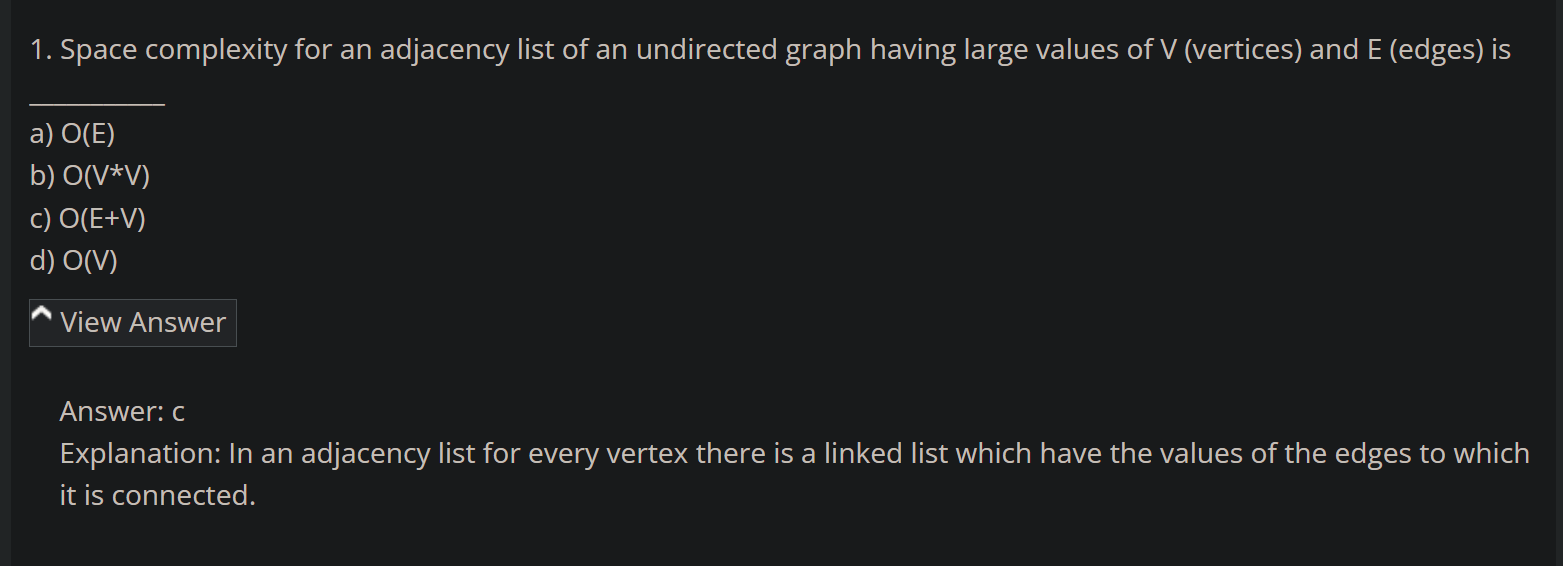 1. Space complexity for an adjacency list of an undirected graph having large values of V (vertices) and E (edges) is
___________
a) O(E)
b) O(V*V)
c) O(E+V)
d) O(V)
View Answer
Answer: c
Explanation: In an adjacency list for every vertex there is a linked list which have the values of the edges to which
it is connected.